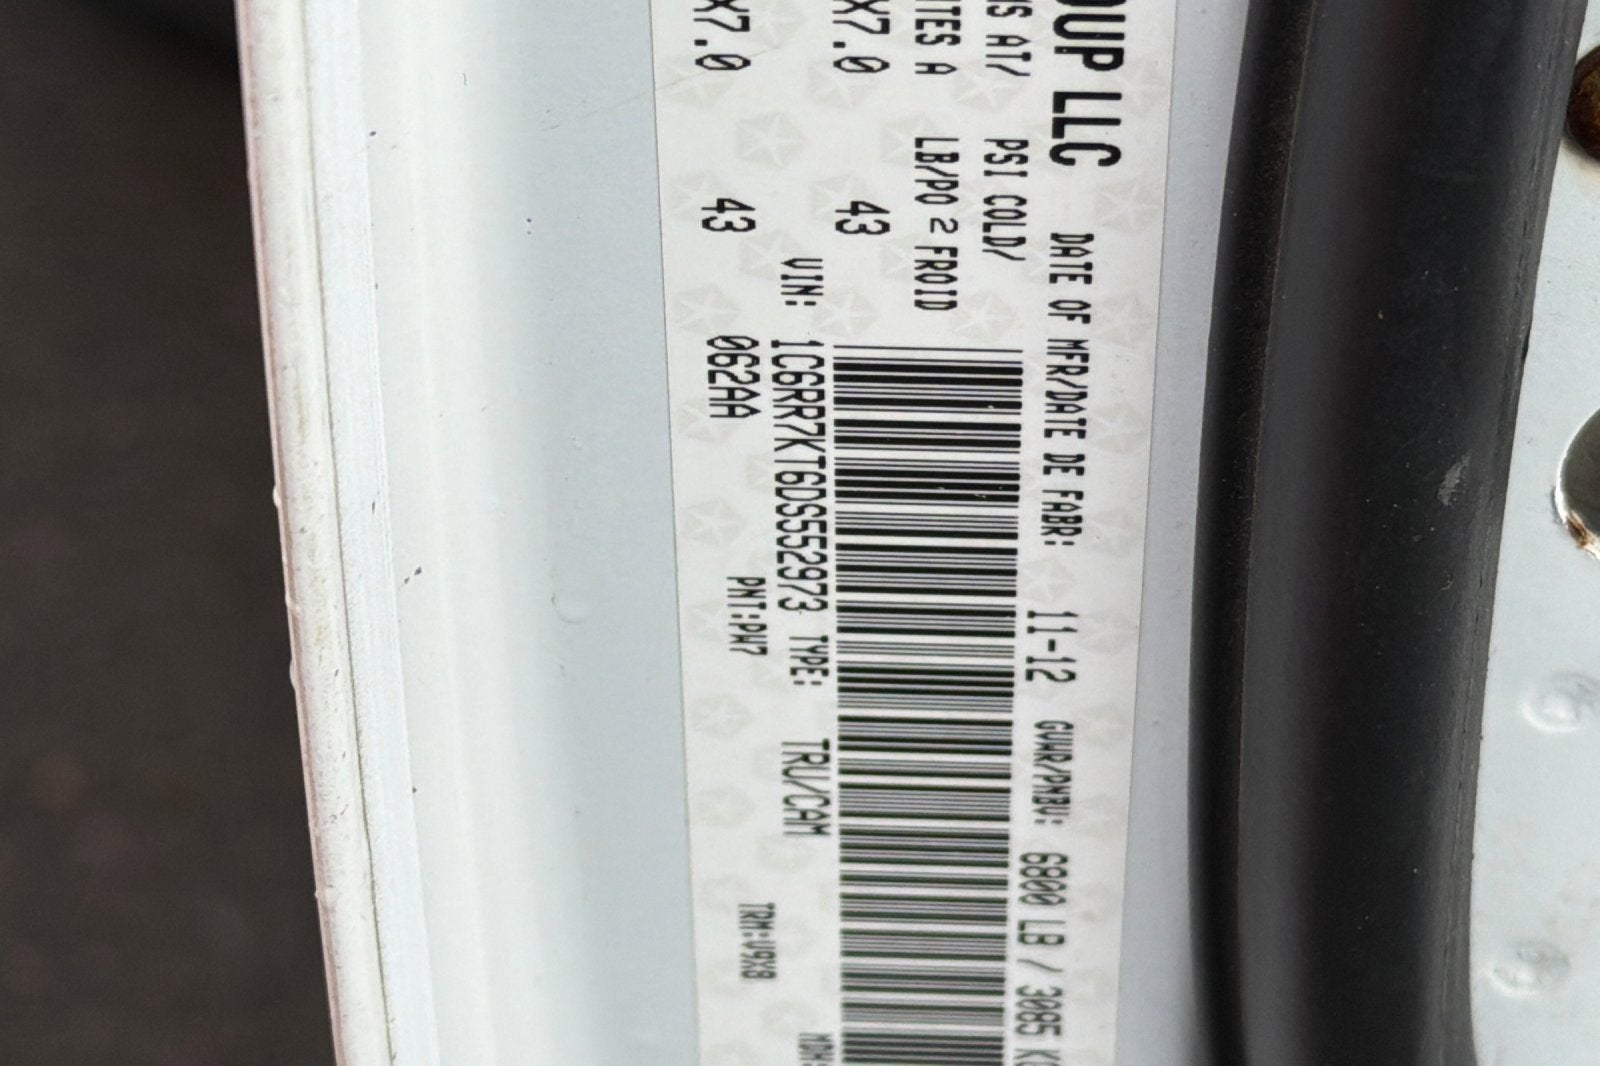 OUP LLC DATE OF MFR/DATE DE FABR: 11-12 GVWR/PNBV: 6800 LB / 3085 K
AT/ PSI COLD/
A LB/PO 2 FROID
X7.0 43
VIN: 1C6RR7KT6DS552973 TYPE: TRU/CAM
X7.0 43
062AA PNT:PW7 TRM:V9X8